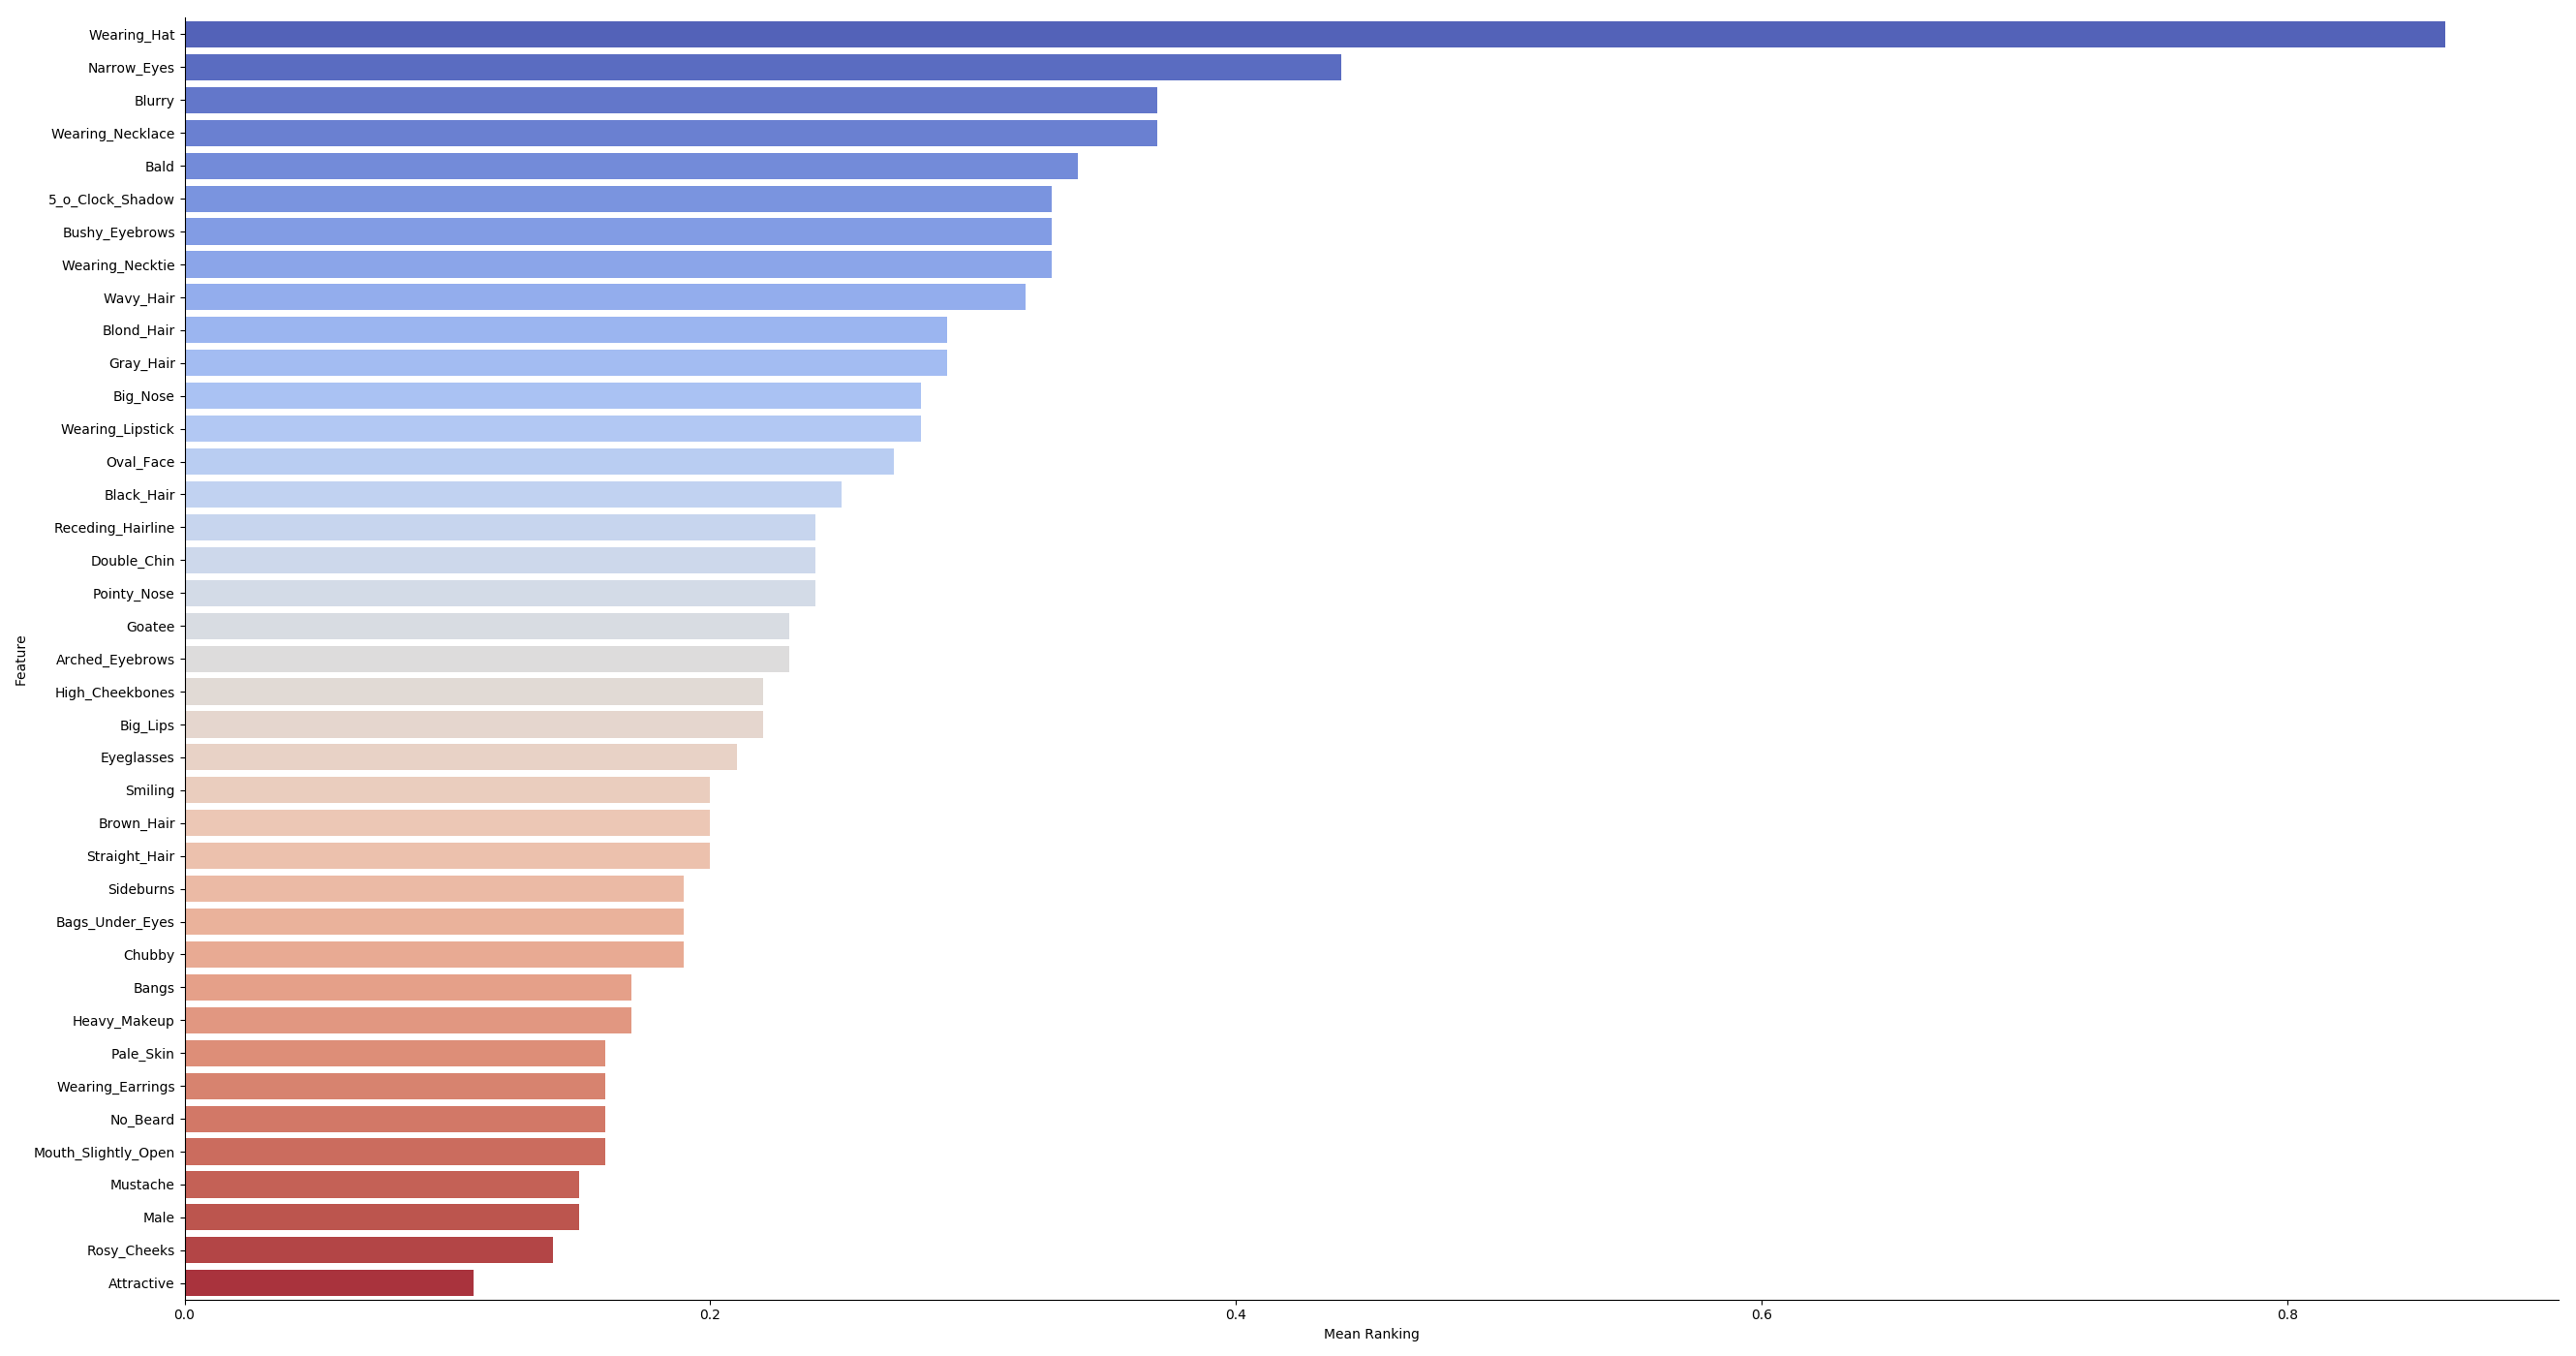 Wearing_Hat
Narrow_Eyes
Blurry
Wearing_Necklace
Bald
5_o_Clock_Shadow
Bushy_Eyebrows
Wearing_Necktie
Wavy_Hair
Blond_Hair
Gray_Hair
Big_Nose
Wearing_Lipstick
Oval_Face
Black_Hair
Receding_Hairline
Double_Chin
Pointy_Nose
Goatee
Arched_Eyebrows
High_Cheekbones
Big_Lips
Eyeglasses
Smiling
Brown_Hair
Straight_Hair
Sideburns
Bags_Under_Eyes
Chubby
Bangs
Heavy_Makeup
Pale_Skin
Wearing_Earrings
No_Beard
Mouth_Slightly_Open
Mustache
Male
Rosy_Cheeks
Attractive
Feature
0.0 0.2 0.4 0.6 0.8
Mean Ranking